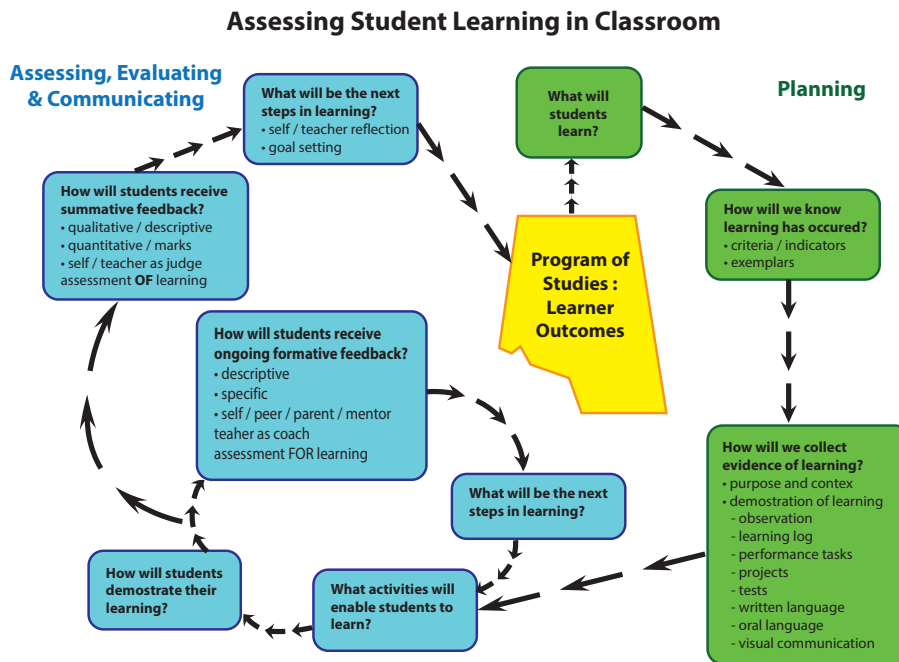 Assessing Student Learning in Classroom
Assessing, Evaluating
& Communicating
Planning
What will be the next
steps in learning?
• self / teacher reflection
• goal setting
What will
students
learn?
How will students receive
summative feedback?
• qualitative / descriptive
• quantitative / marks
• self / teacher as judge
assessment OF learning
How will we know
learning has occured?
• criteria / indicators
• exemplars
Program of
Studies :
Learner
Outcomes
How will students receive
ongoing formative feedback?
• descriptive
• specific
• self / peer / parent / mentor
teaher as coach
assessment FOR learning
How will we collect
evidence of learning?
• purpose and contex
• demostration of learning
- observation
- learning log
- performance tasks
- projects
- tests
- written language
- oral language
- visual communication
What will be the next
steps in learning?
How will students
demostrate their
learning?
What activities will
enable students to
learn?